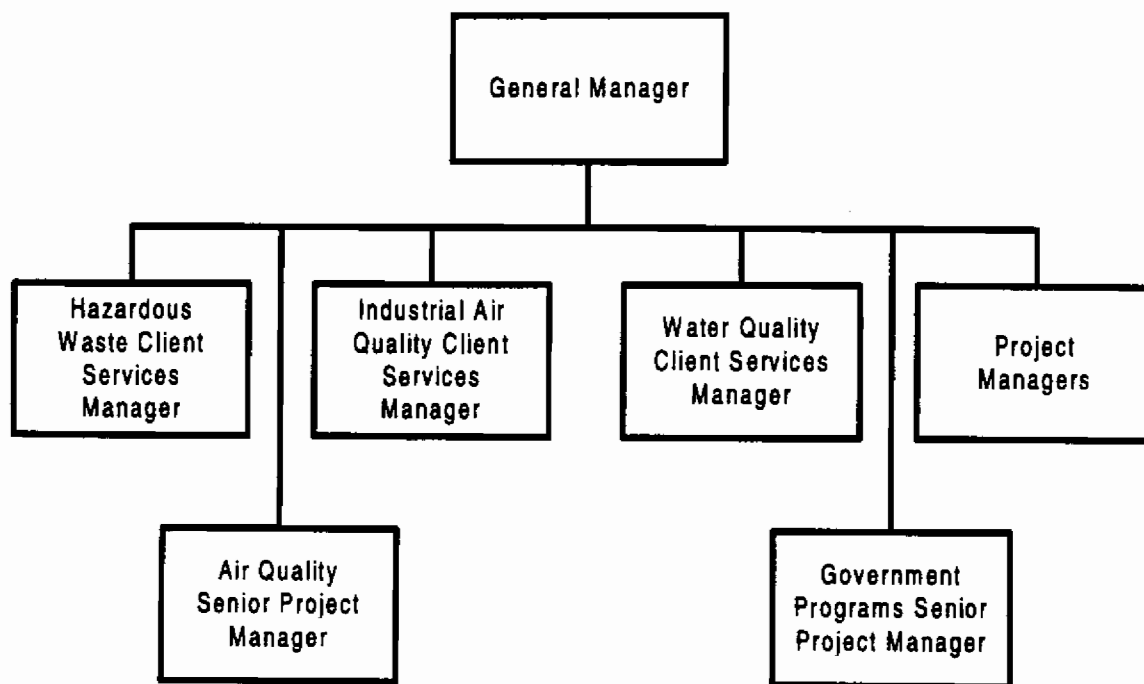 General Manager
Hazardous
Waste Client
Services
Manager
Industrial Air
Quality Client
Services
Manager
Water Quality
Client Services
Manager
Project
Managers
Air Quality
Senior Project
Manager
Government
Programs Senior
Project Manager